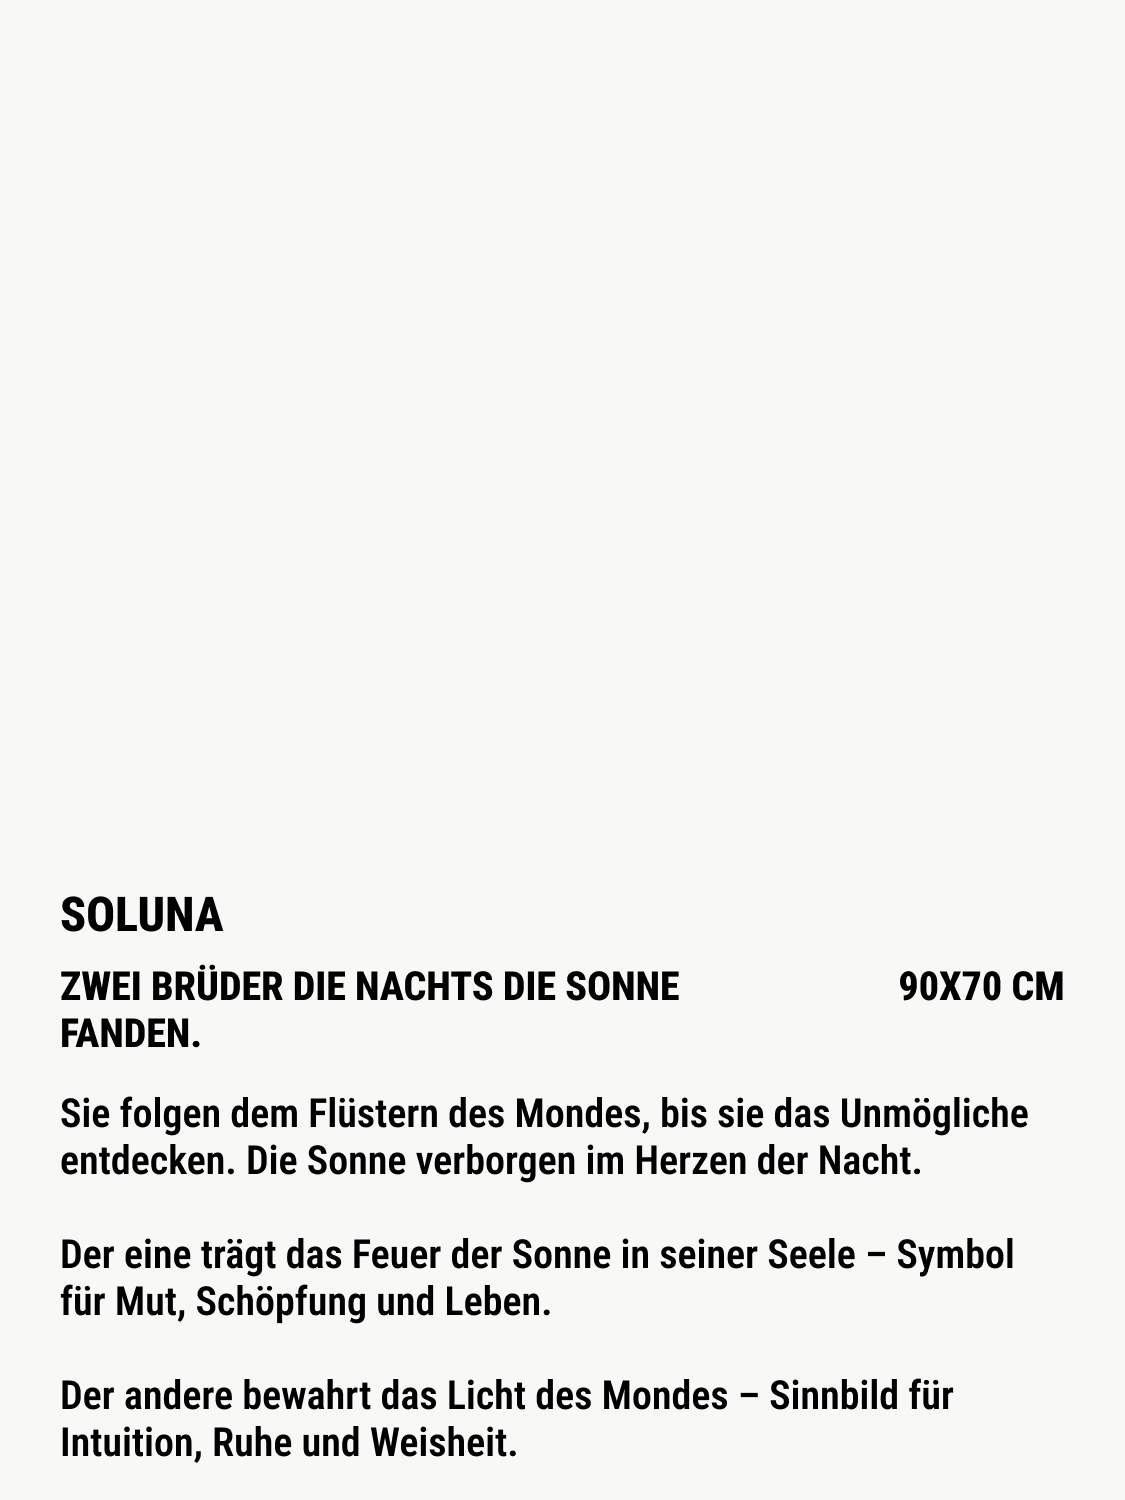 SOLUNA
ZWEI BRÜDER DIE NACHTS DIE SONNE FANDEN.
90X70 CM
Sie folgen dem Flüstern des Mondes, bis sie das Unmögliche
entdecken. Die Sonne verborgen im Herzen der Nacht.
Der eine trägt das Feuer der Sonne in seiner Seele – Symbol
für Mut, Schöpfung und Leben.
Der andere bewahrt das Licht des Mondes – Sinnbild für
Intuition, Ruhe und Weisheit.